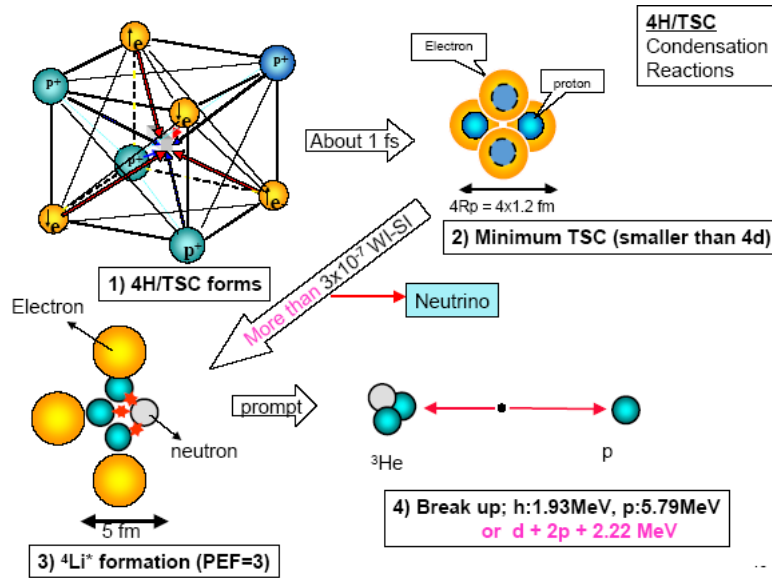 4H/TSC
Condensation
Reactions
e
p⁺
p⁺
e
p⁺
e
e
p⁺
1) 4H/TSC forms
About 1 fs
Electron
proton
4Rp = 4x1.2 fm
2) Minimum TSC (smaller than 4d)
More than 3x10⁻⁷ WI-SI
Neutrino
Electron
neutron
5 fm
3) ⁴Li* formation (PEF=3)
prompt
³He
p
4) Break up; h:1.93MeV, p:5.79MeV
or d + 2p + 2.22 MeV